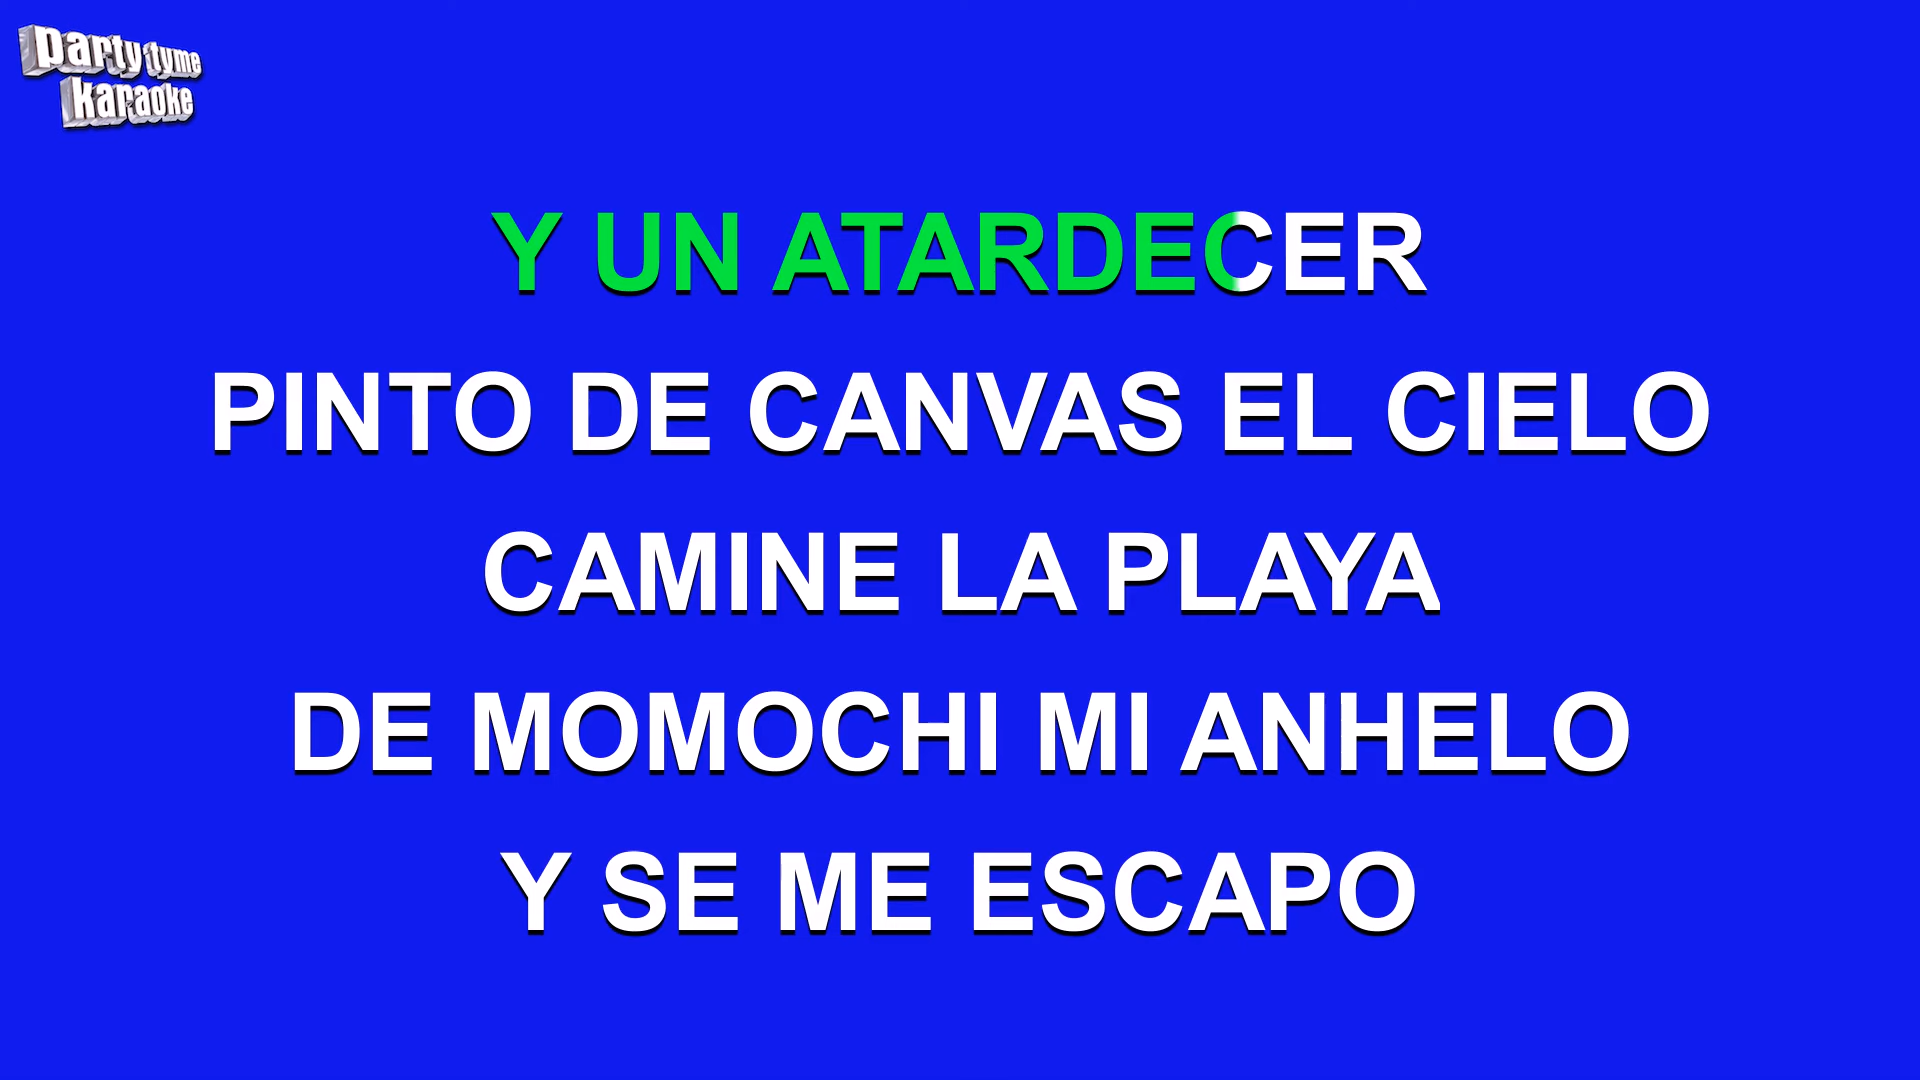 party tyme
karaoke
Y UN ATARDECER
PINTO DE CANVAS EL CIELO
CAMINE LA PLAYA
DE MOMOCHI MI ANHELO
Y SE ME ESCAPO